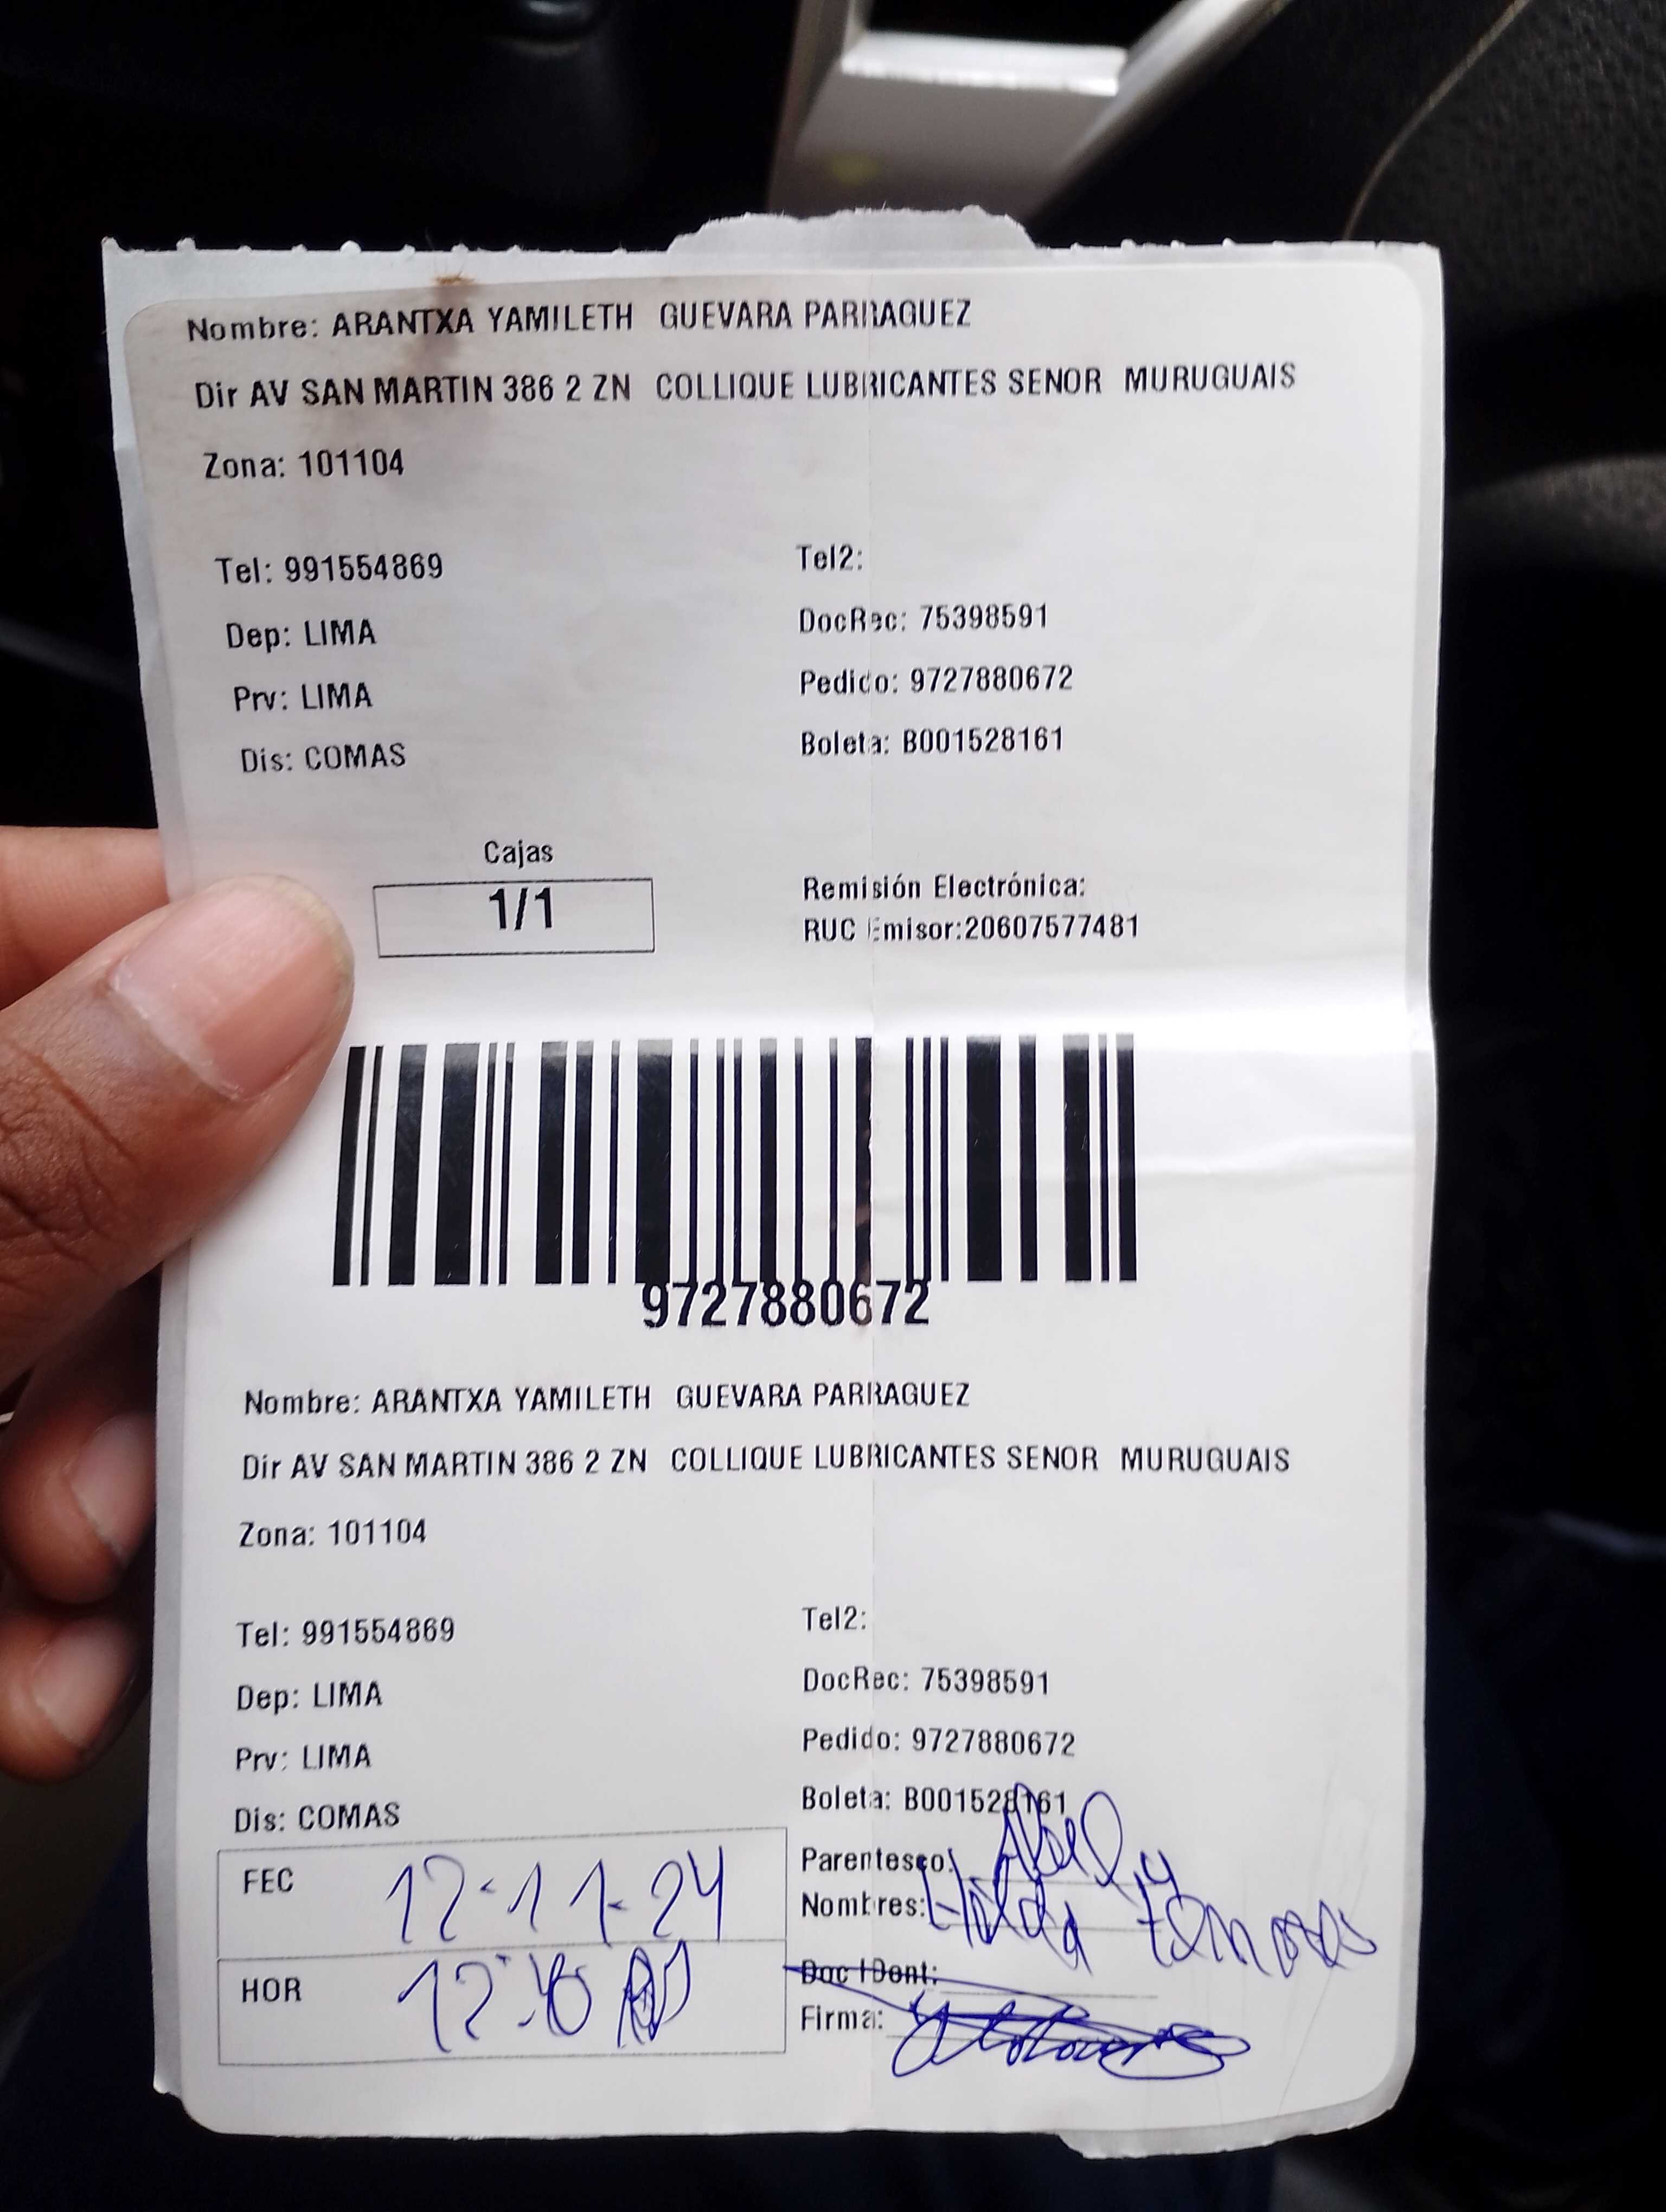 Nombre: ARANTXA YAMILETH GUEVARA PARRAGUEZ
Dir AV SAN MARTIN 386 2 ZN COLLIQUE LUBRICANTES SENOR MURUGUAIS
Zona: 101104
Tel: 991554869 Tel2:
Dep: LIMA DocRec: 75398591
Prv: LIMA Pedido: 9727880672
Dis: COMAS Boleta: B001528161
Cajas
1/1
Remisión Electrónica:
RUC Emisor:20607577481
9727880672
Nombre: ARANTXA YAMILETH GUEVARA PARRAGUEZ
Dir AV SAN MARTIN 386 2 ZN COLLIQUE LUBRICANTES SENOR MURUGUAIS
Zona: 101104
Tel: 991554869 Tel2:
Dep: LIMA DocRec: 75398591
Prv: LIMA Pedido: 9727880672
Dis: COMAS Boleta: B001528161
FEC 12-11-24
Parentesco:
Nombres: Hilda
HOR 12:40
Doc IDent:
Firma: